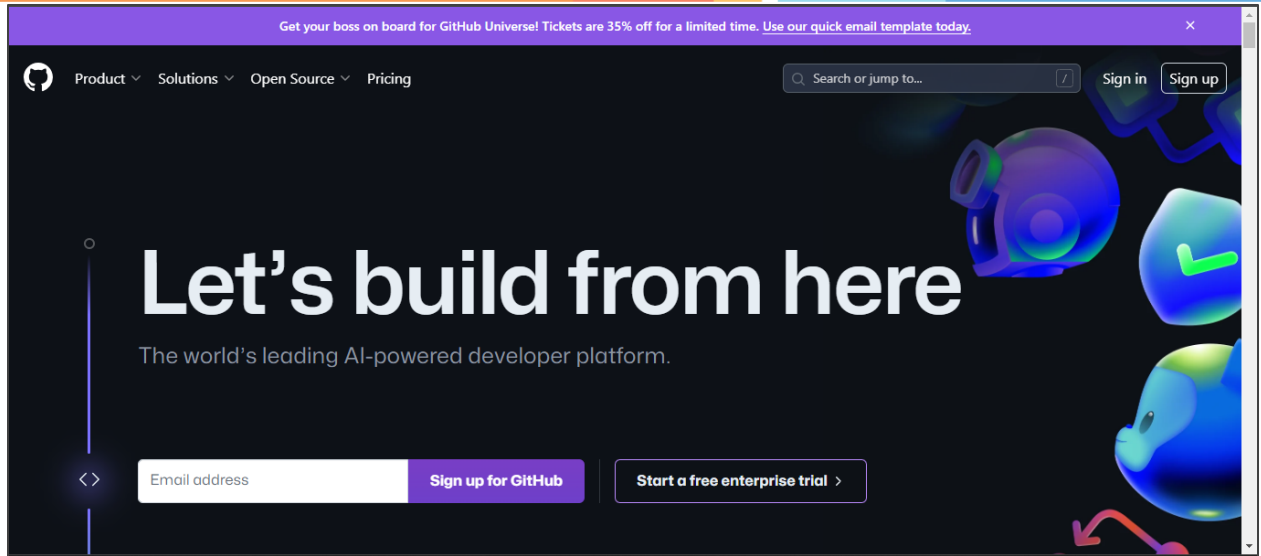 Get your boss on board for GitHub Universe! Tickets are 35% off for a limited time. Use our quick email template today.
Product Solutions Open Source Pricing Search or jump to... / Sign in Sign up
Let’s build from here
The world’s leading AI-powered developer platform.
Email address Sign up for GitHub Start a free enterprise trial